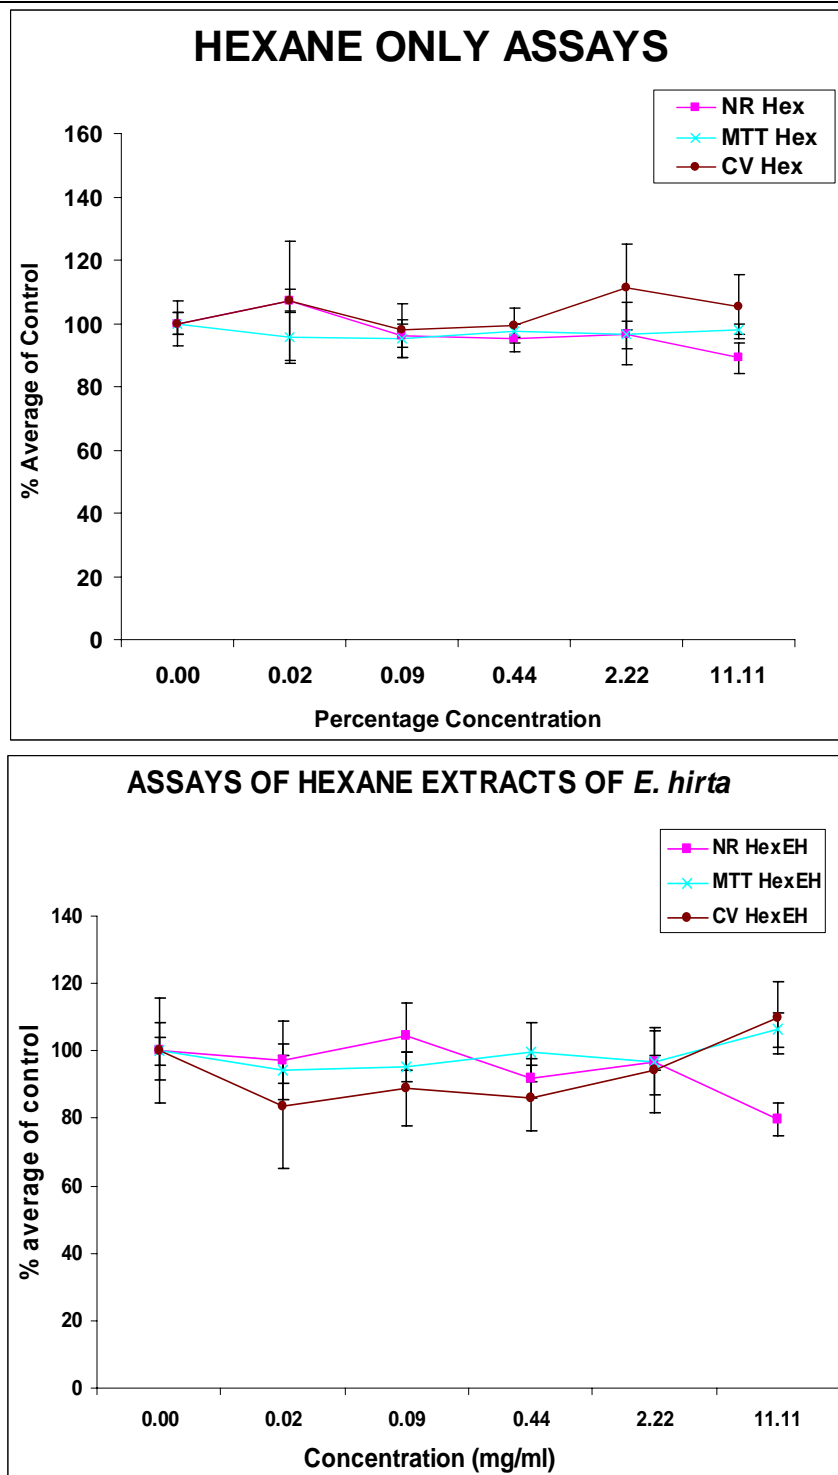 HEXANE ONLY ASSAYS
NR Hex
MTT Hex
CV Hex
160
140
120
100
80
60
40
20
0
% Average of Control
0.00 0.02 0.09 0.44 2.22 11.11
Percentage Concentration
ASSAYS OF HEXANE EXTRACTS OF E. hirta
NR HexEH
MTT HexEH
CV HexEH
140
120
100
80
60
40
20
0
% average of control
0.00 0.02 0.09 0.44 2.22 11.11
Concentration (mg/ml)